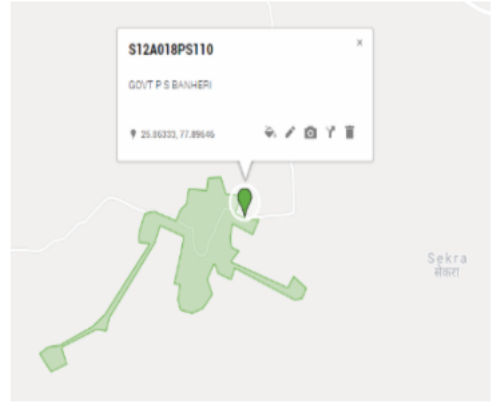 S12A018PS110
×
GOVT P S BANHERI
25.06333, 77.89646
Sekra
सेकरा